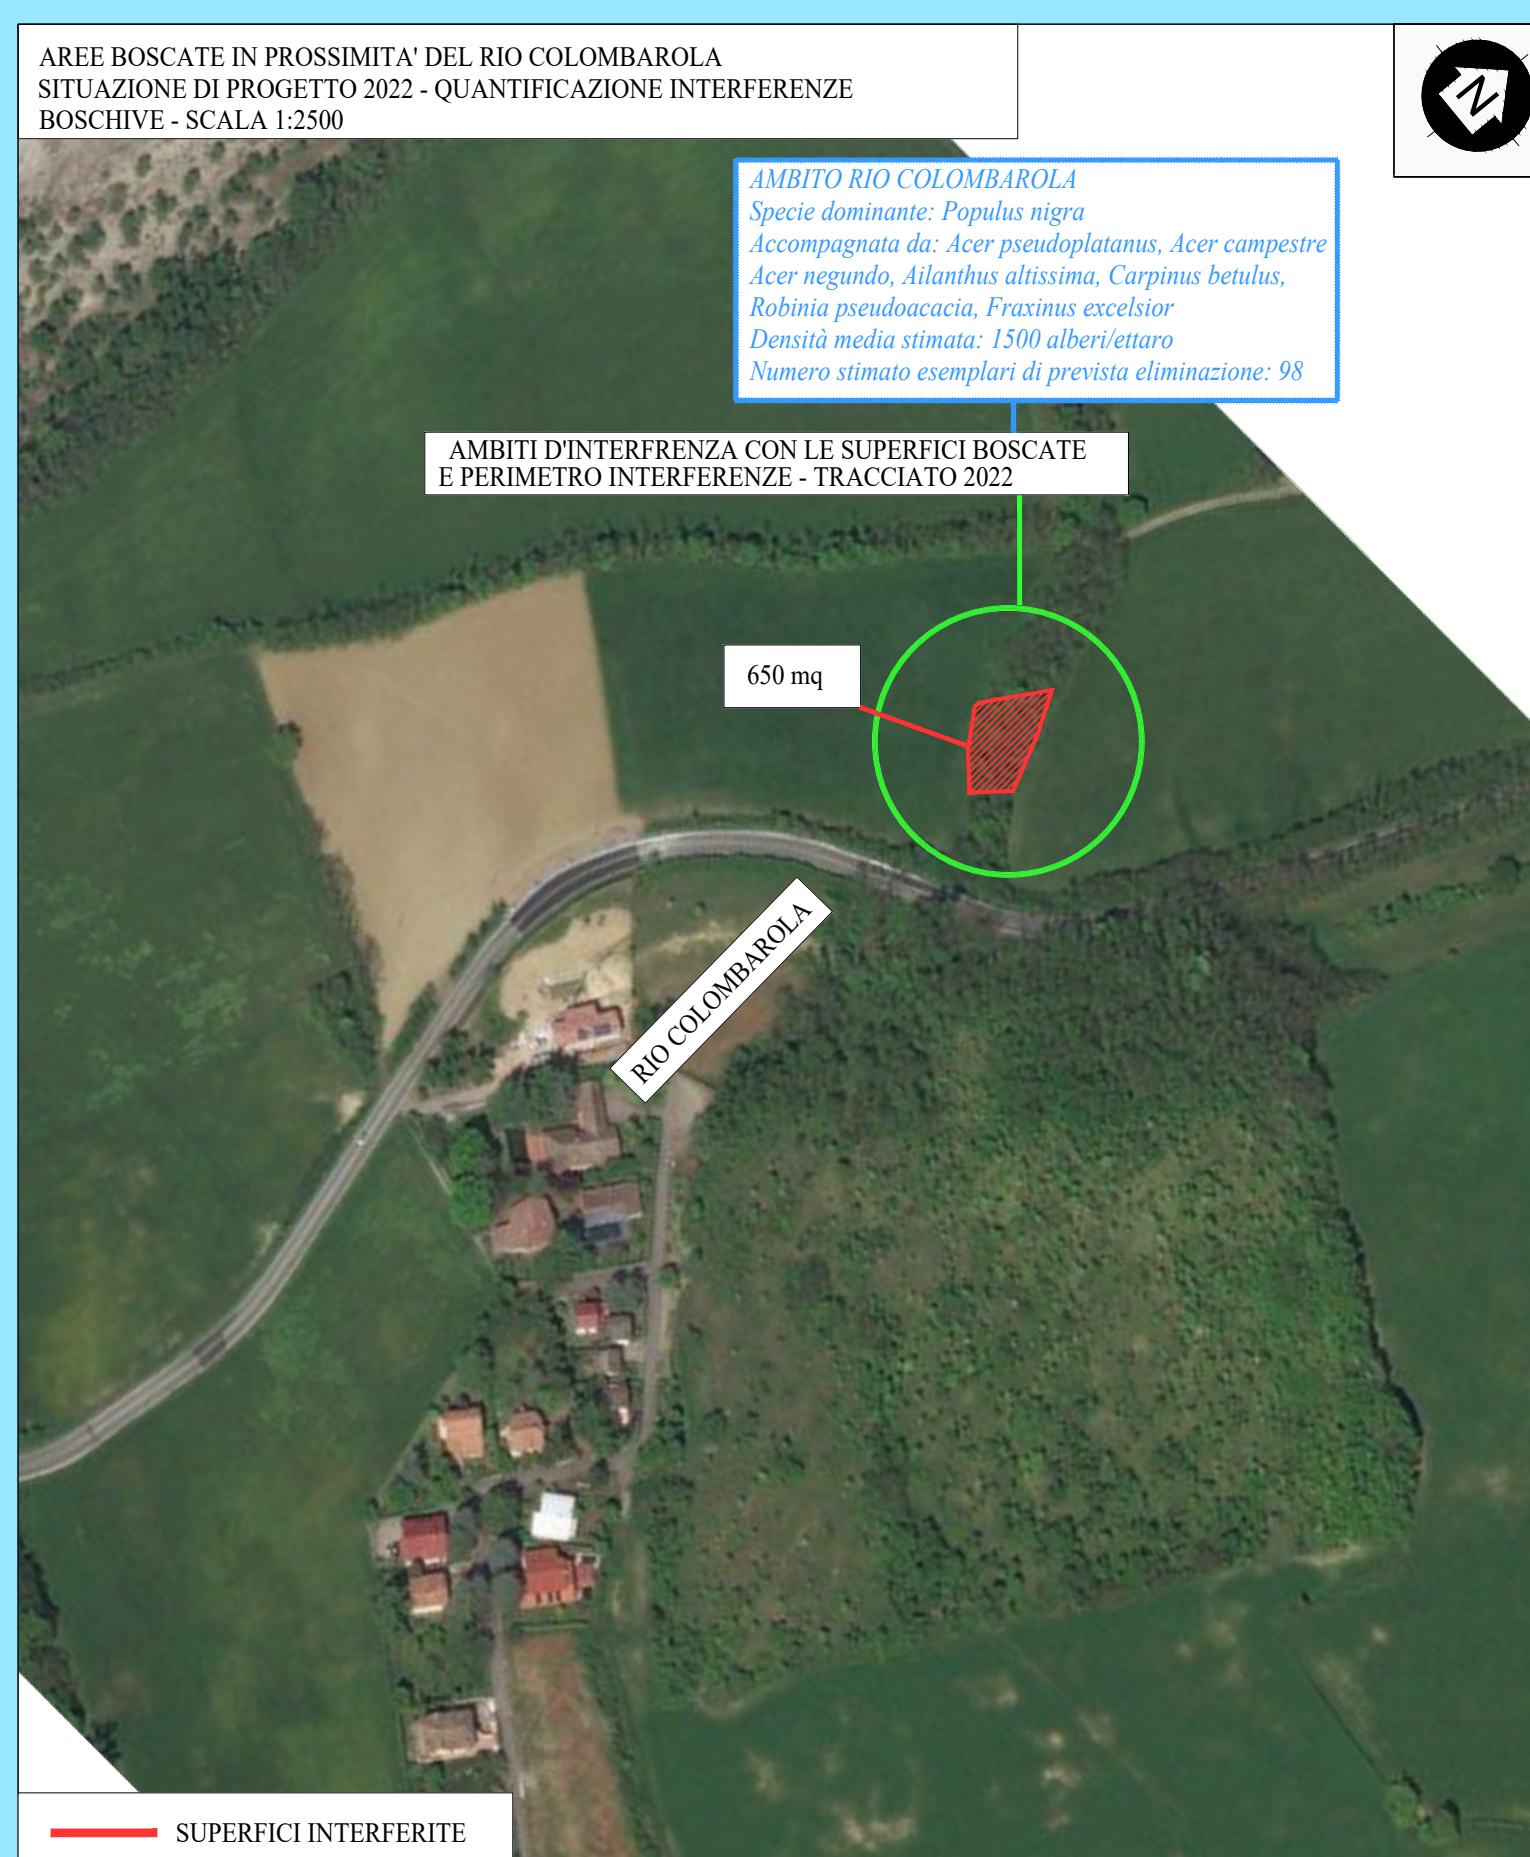 AREE BOSCATE IN PROSSIMITA' DEL RIO COLOMBAROLA
SITUAZIONE DI PROGETTO 2022 - QUANTIFICAZIONE INTERFERENZE
BOSCHIVE - SCALA 1:2500
N
AMBITO RIO COLOMBAROLA
Specie dominante: Populus nigra
Accompagnata da: Acer pseudoplatanus, Acer campestre
Acer negundo, Ailanthus altissima, Carpinus betulus,
Robinia pseudoacacia, Fraxinus excelsior
Densità media stimata: 1500 alberi/ettaro
Numero stimato esemplari di prevista eliminazione: 98
AMBITI D'INTERFRENZA CON LE SUPERFICI BOSCATE
E PERIMETRO INTERFERENZE - TRACCIATO 2022
650 mq
RIO COLOMBAROLA
SUPERFICI INTERFERITE